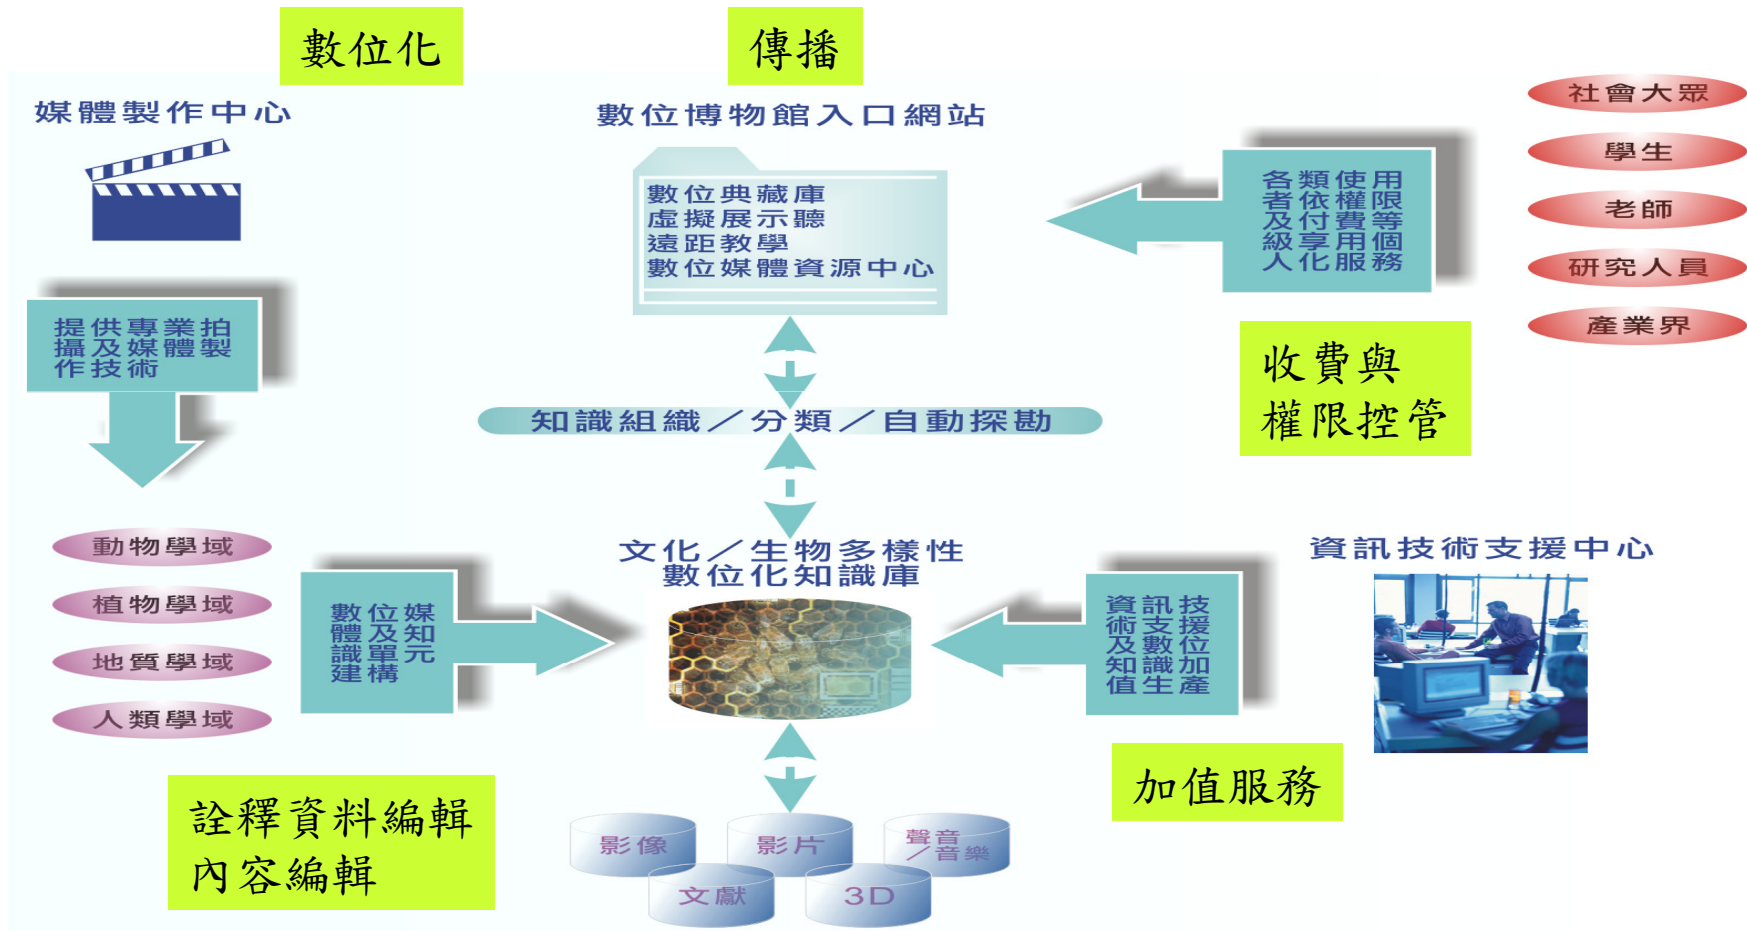 數位化
傳播
媒體製作中心
數位博物館入口網站
數位典藏庫
虛擬展示聽
遠距教學
數位媒體資源中心
各類使用
者依權限
及付費等
級享用個
人化服務
社會大眾
學生
老師
研究人員
產業界
提供專業拍
攝及媒體製
作技術
收費與
權限控管
知識組織／分類／自動探勘
動物學域
植物學域
地質學域
人類學域
數位媒
體及知
識單元
建構
文化／生物多樣性
數位化知識庫
資訊技
術支援
及數位
知識加
值生產
資訊技術支援中心
詮釋資料編輯
內容編輯
加值服務
影像
影片
聲音
／音樂
文獻
3D